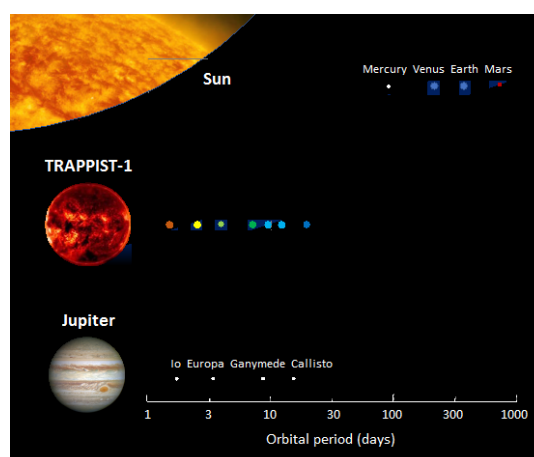 Sun
Mercury Venus Earth Mars
TRAPPIST-1
Jupiter
Io Europa Ganymede Callisto
1 3 10 30 100 300 1000
Orbital period (days)